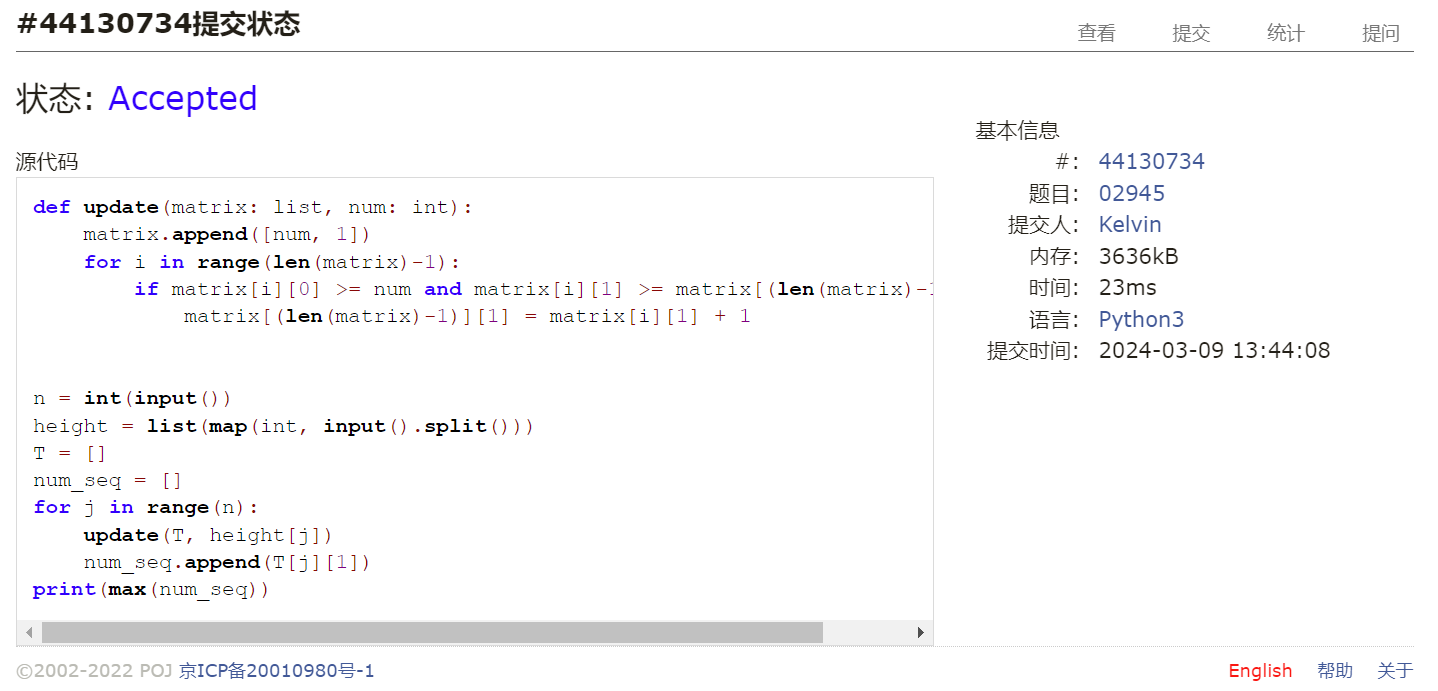 #44130734提交状态
查看 提交 统计 提问
状态: Accepted
基本信息
#: 44130734
题目: 02945
提交人: Kelvin
内存: 3636kB
时间: 23ms
语言: Python3
提交时间: 2024-03-09 13:44:08
源代码
def update(matrix: list, num: int):
    matrix.append([num, 1])
    for i in range(len(matrix)-1):
        if matrix[i][0] >= num and matrix[i][1] >= matrix[(len(matrix)-1
            matrix[(len(matrix)-1)][1] = matrix[i][1] + 1
n = int(input())
height = list(map(int, input().split()))
T = []
num_seq = []
for j in range(n):
    update(T, height[j])
    num_seq.append(T[j][1])
print(max(num_seq))
©2002-2022 POJ 京ICP备20010980号-1
English 帮助 关于